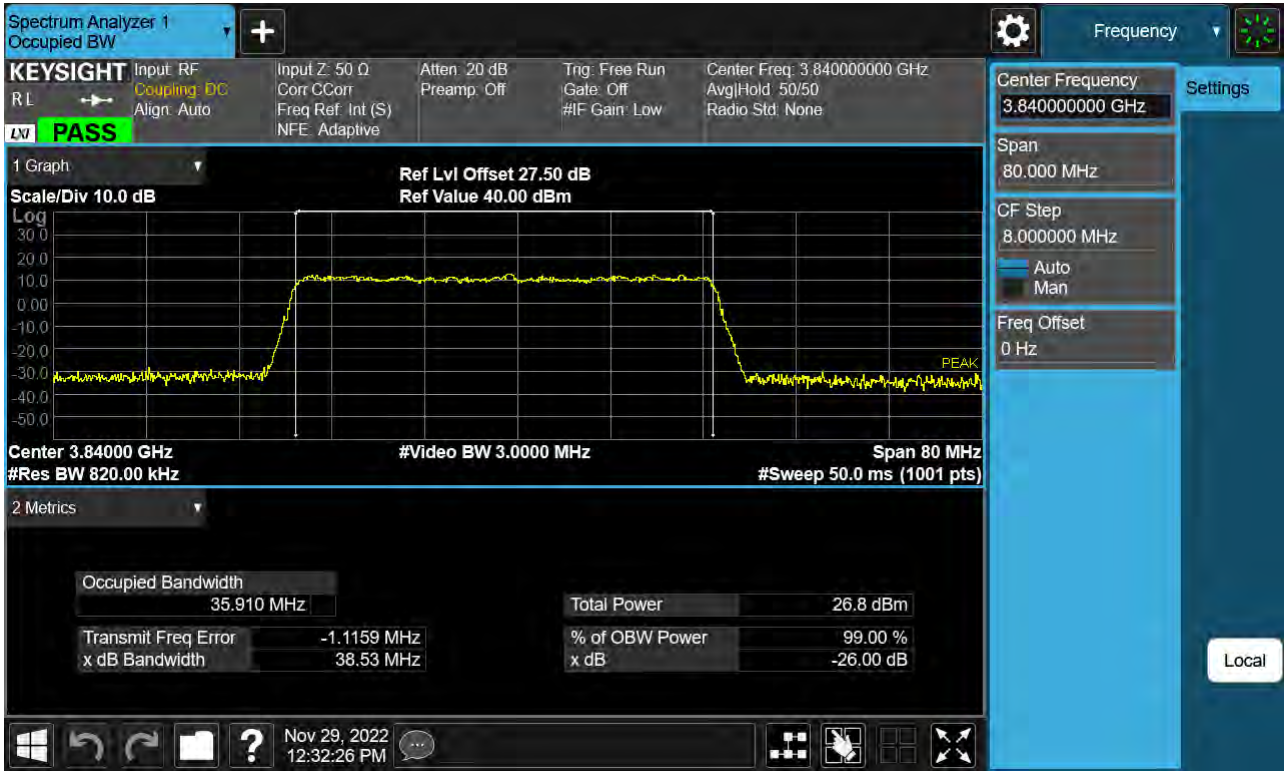 Spectrum Analyzer 1
Occupied BW
Frequency
KEYSIGHT
RL
LXI
PASS
Input: RF
Coupling: DC
Align: Auto
Input Z: 50 Ω
Corr CCorr
Freq Ref: Int (S)
NFE: Adaptive
Atten: 20 dB
Preamp: Off
Trig: Free Run
Gate: Off
#IF Gain: Low
Center Freq: 3.840000000 GHz
Avg|Hold: 50/50
Radio Std: None
Center Frequency
3.840000000 GHz
Settings
Span
80.000 MHz
CF Step
8.000000 MHz
Auto
Man
Freq Offset
0 Hz
Local
1 Graph
Scale/Div 10.0 dB
Ref Lvl Offset 27.50 dB
Ref Value 40.00 dBm
Log
30.0
20.0
10.0
0.00
-10.0
-20.0
-30.0
-40.0
-50.0
PEAK
Center 3.84000 GHz
#Video BW 3.0000 MHz
Span 80 MHz
#Res BW 820.00 kHz
#Sweep 50.0 ms (1001 pts)
2 Metrics
Occupied Bandwidth
35.910 MHz
Total Power 26.8 dBm
Transmit Freq Error -1.1159 MHz
% of OBW Power 99.00 %
x dB Bandwidth 38.53 MHz
x dB -26.00 dB
?
Nov 29, 2022
12:32:26 PM